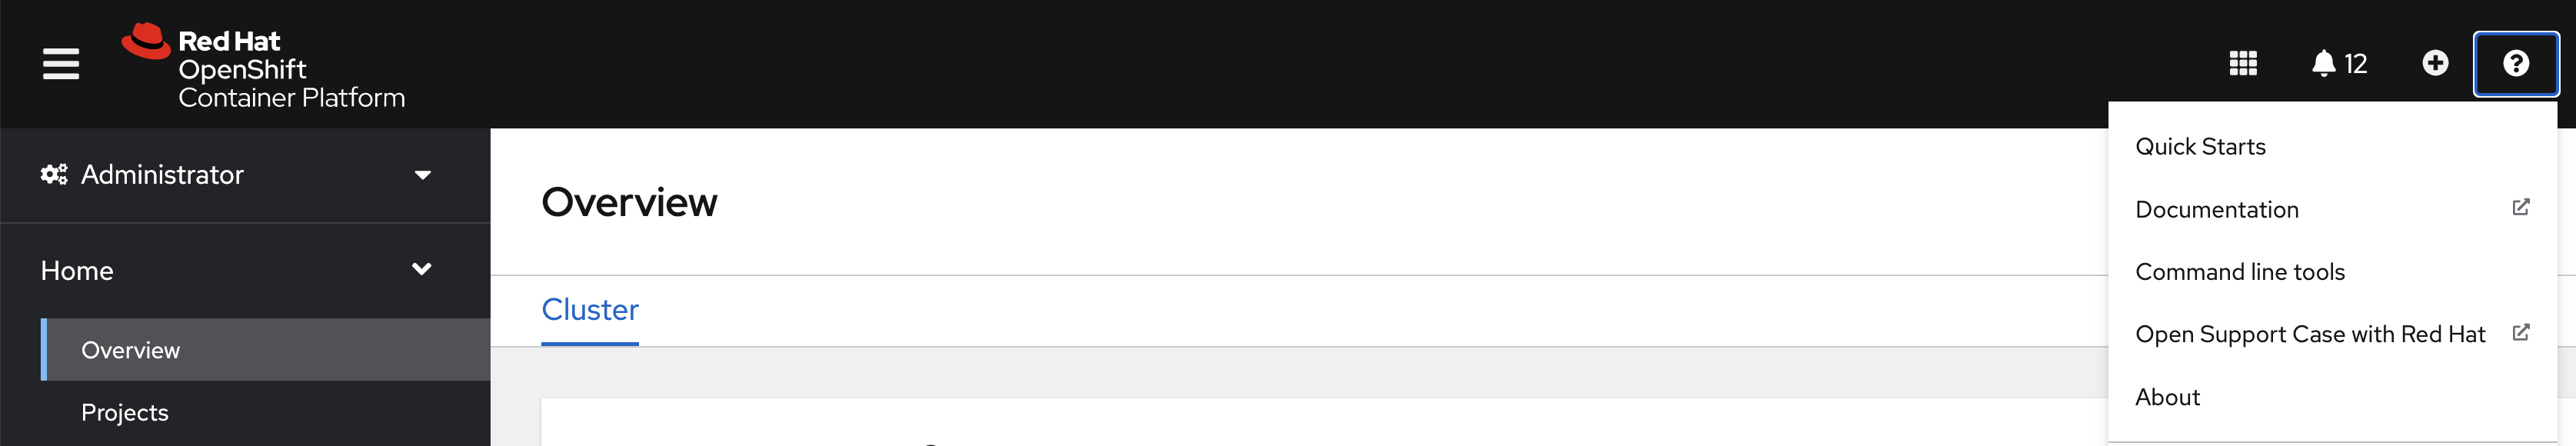 Red Hat
OpenShift
Container Platform
12
Administrator
Home
Overview
Projects
Overview
Cluster
Quick Starts
Documentation
Command line tools
Open Support Case with Red Hat
About